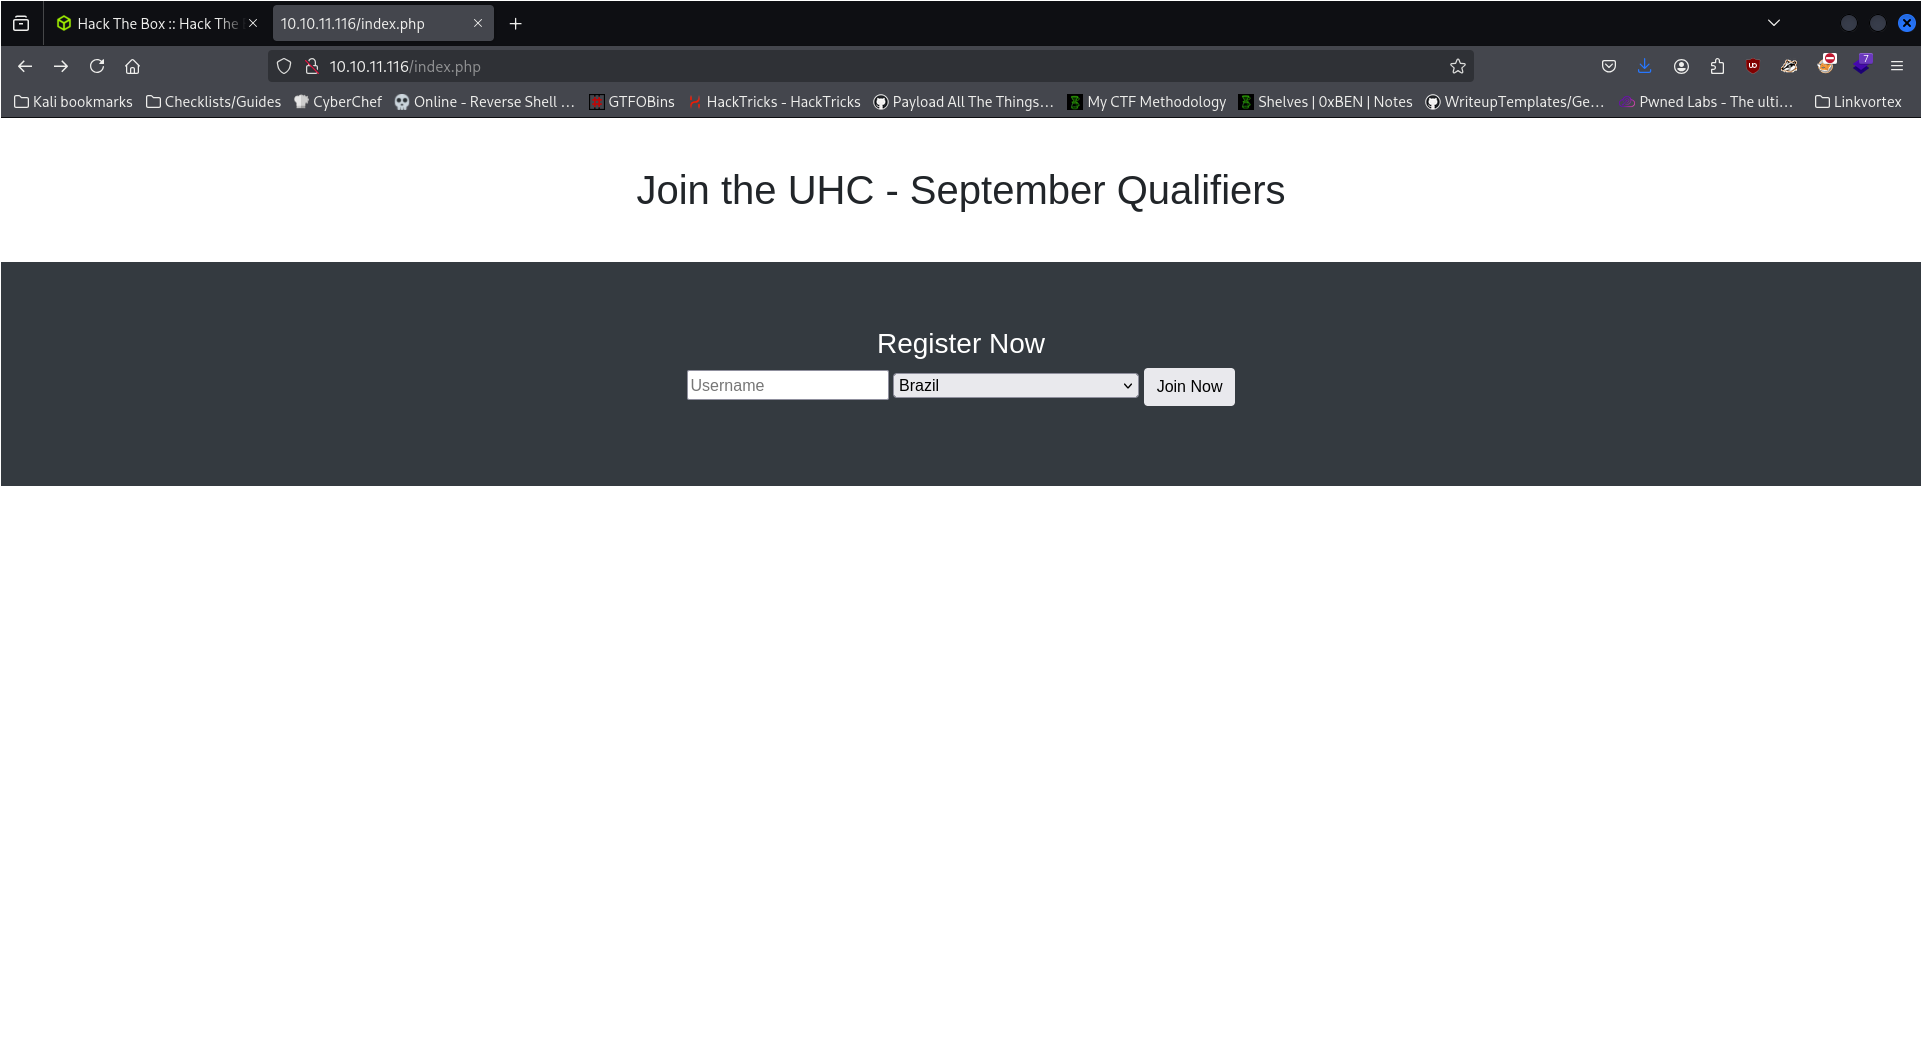 Hack The Box :: Hack The
10.10.11.116/index.php
10.10.11.116/index.php
7
Kali bookmarks Checklists/Guides CyberChef Online - Reverse Shell … GTFOBins HackTricks - HackTricks Payload All The Things… My CTF Methodology Shelves | 0xBEN | Notes WriteupTemplates/Ge… Pwned Labs - The ulti… Linkvortex
Join the UHC - September Qualifiers
Register Now
Username Brazil Join Now